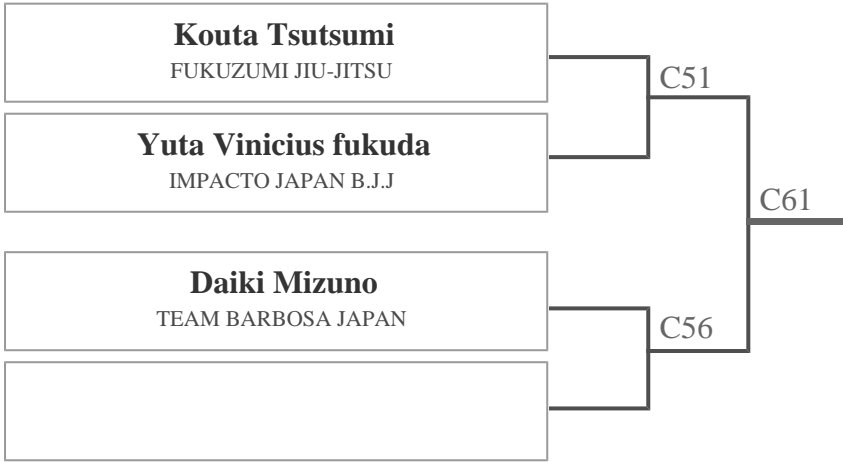 Kouta Tsutsumi
FUKUZUMI JIU-JITSU
C51
Yuta Vinicius fukuda
IMPACTO JAPAN B.J.J
C61
Daiki Mizuno
TEAM BARBOSA JAPAN
C56